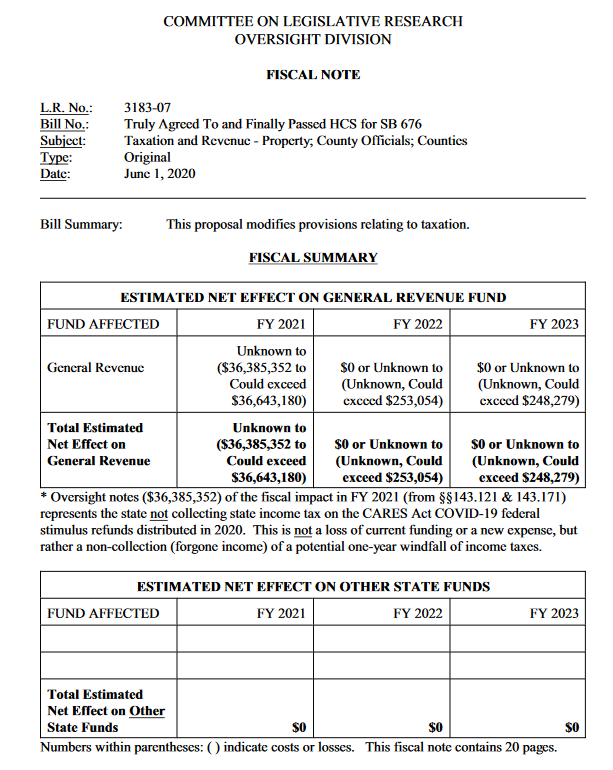 COMMITTEE ON LEGISLATIVE RESEARCH
OVERSIGHT DIVISION
FISCAL NOTE
L.R. No.: 3183-07
Bill No.: Truly Agreed To and Finally Passed HCS for SB 676
Subject: Taxation and Revenue - Property; County Officials; Counties
Type: Original
Date: June 1, 2020
Bill Summary: This proposal modifies provisions relating to taxation.
FISCAL SUMMARY
ESTIMATED NET EFFECT ON GENERAL REVENUE FUND
FUND AFFECTED FY 2021 FY 2022 FY 2023
Unknown to
General Revenue ($36,385,352 to $0 or Unknown to $0 or Unknown to
Could exceed (Unknown, Could (Unknown, Could
$36,643,180) exceed $253,054) exceed $248,279)
Total Estimated Unknown to
Net Effect on ($36,385,352 to $0 or Unknown to $0 or Unknown to
General Revenue Could exceed (Unknown, Could (Unknown, Could
$36,643,180) exceed $253,054) exceed $248,279)
* Oversight notes ($36,385,352) of the fiscal impact in FY 2021 (from §§143.121 & 143.171)
represents the state not collecting state income tax on the CARES Act COVID-19 federal
stimulus refunds distributed in 2020. This is not a loss of current funding or a new expense, but
rather a non-collection (forgone income) of a potential one-year windfall of income taxes.
ESTIMATED NET EFFECT ON OTHER STATE FUNDS
FUND AFFECTED FY 2021 FY 2022 FY 2023
Total Estimated
Net Effect on Other
State Funds $0 $0 $0
Numbers within parentheses: ( ) indicate costs or losses. This fiscal note contains 20 pages.